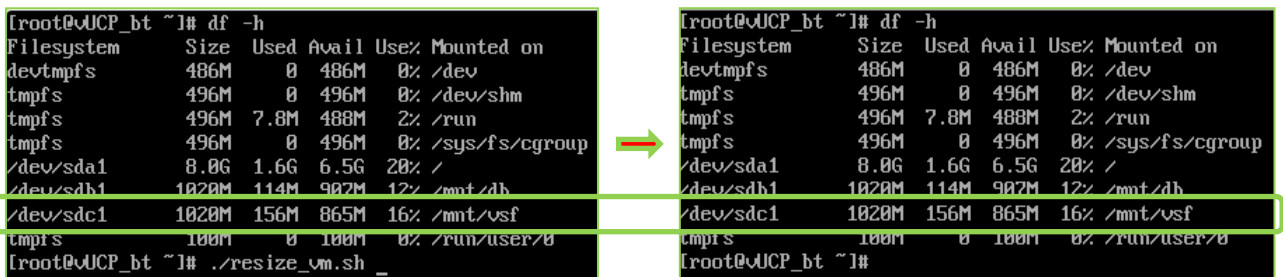 [root@vUCP_bt ~]# df -h
Filesystem Size Used Avail Use% Mounted on
devtmpfs 486M 0 486M 0% /dev
tmpfs 496M 0 496M 0% /dev/shm
tmpfs 496M 7.8M 488M 2% /run
tmpfs 496M 0 496M 0% /sys/fs/cgroup
/dev/sda1 8.0G 1.6G 6.5G 20% /
/dev/sdb1 1020M 114M 907M 12% /mnt/db
/dev/sdc1 1020M 156M 865M 16% /mnt/vsf
tmpfs 100M 0 100M 0% /run/user/0
[root@vUCP_bt ~]# ./resize_vm.sh _
[root@vUCP_bt ~]# df -h
Filesystem Size Used Avail Use% Mounted on
devtmpfs 486M 0 486M 0% /dev
tmpfs 496M 0 496M 0% /dev/shm
tmpfs 496M 7.8M 488M 2% /run
tmpfs 496M 0 496M 0% /sys/fs/cgroup
/dev/sda1 8.0G 1.6G 6.5G 20% /
/dev/sdb1 1020M 114M 907M 12% /mnt/db
/dev/sdc1 1020M 156M 865M 16% /mnt/vsf
tmpfs 100M 0 100M 0% /run/user/0
[root@vUCP_bt ~]#